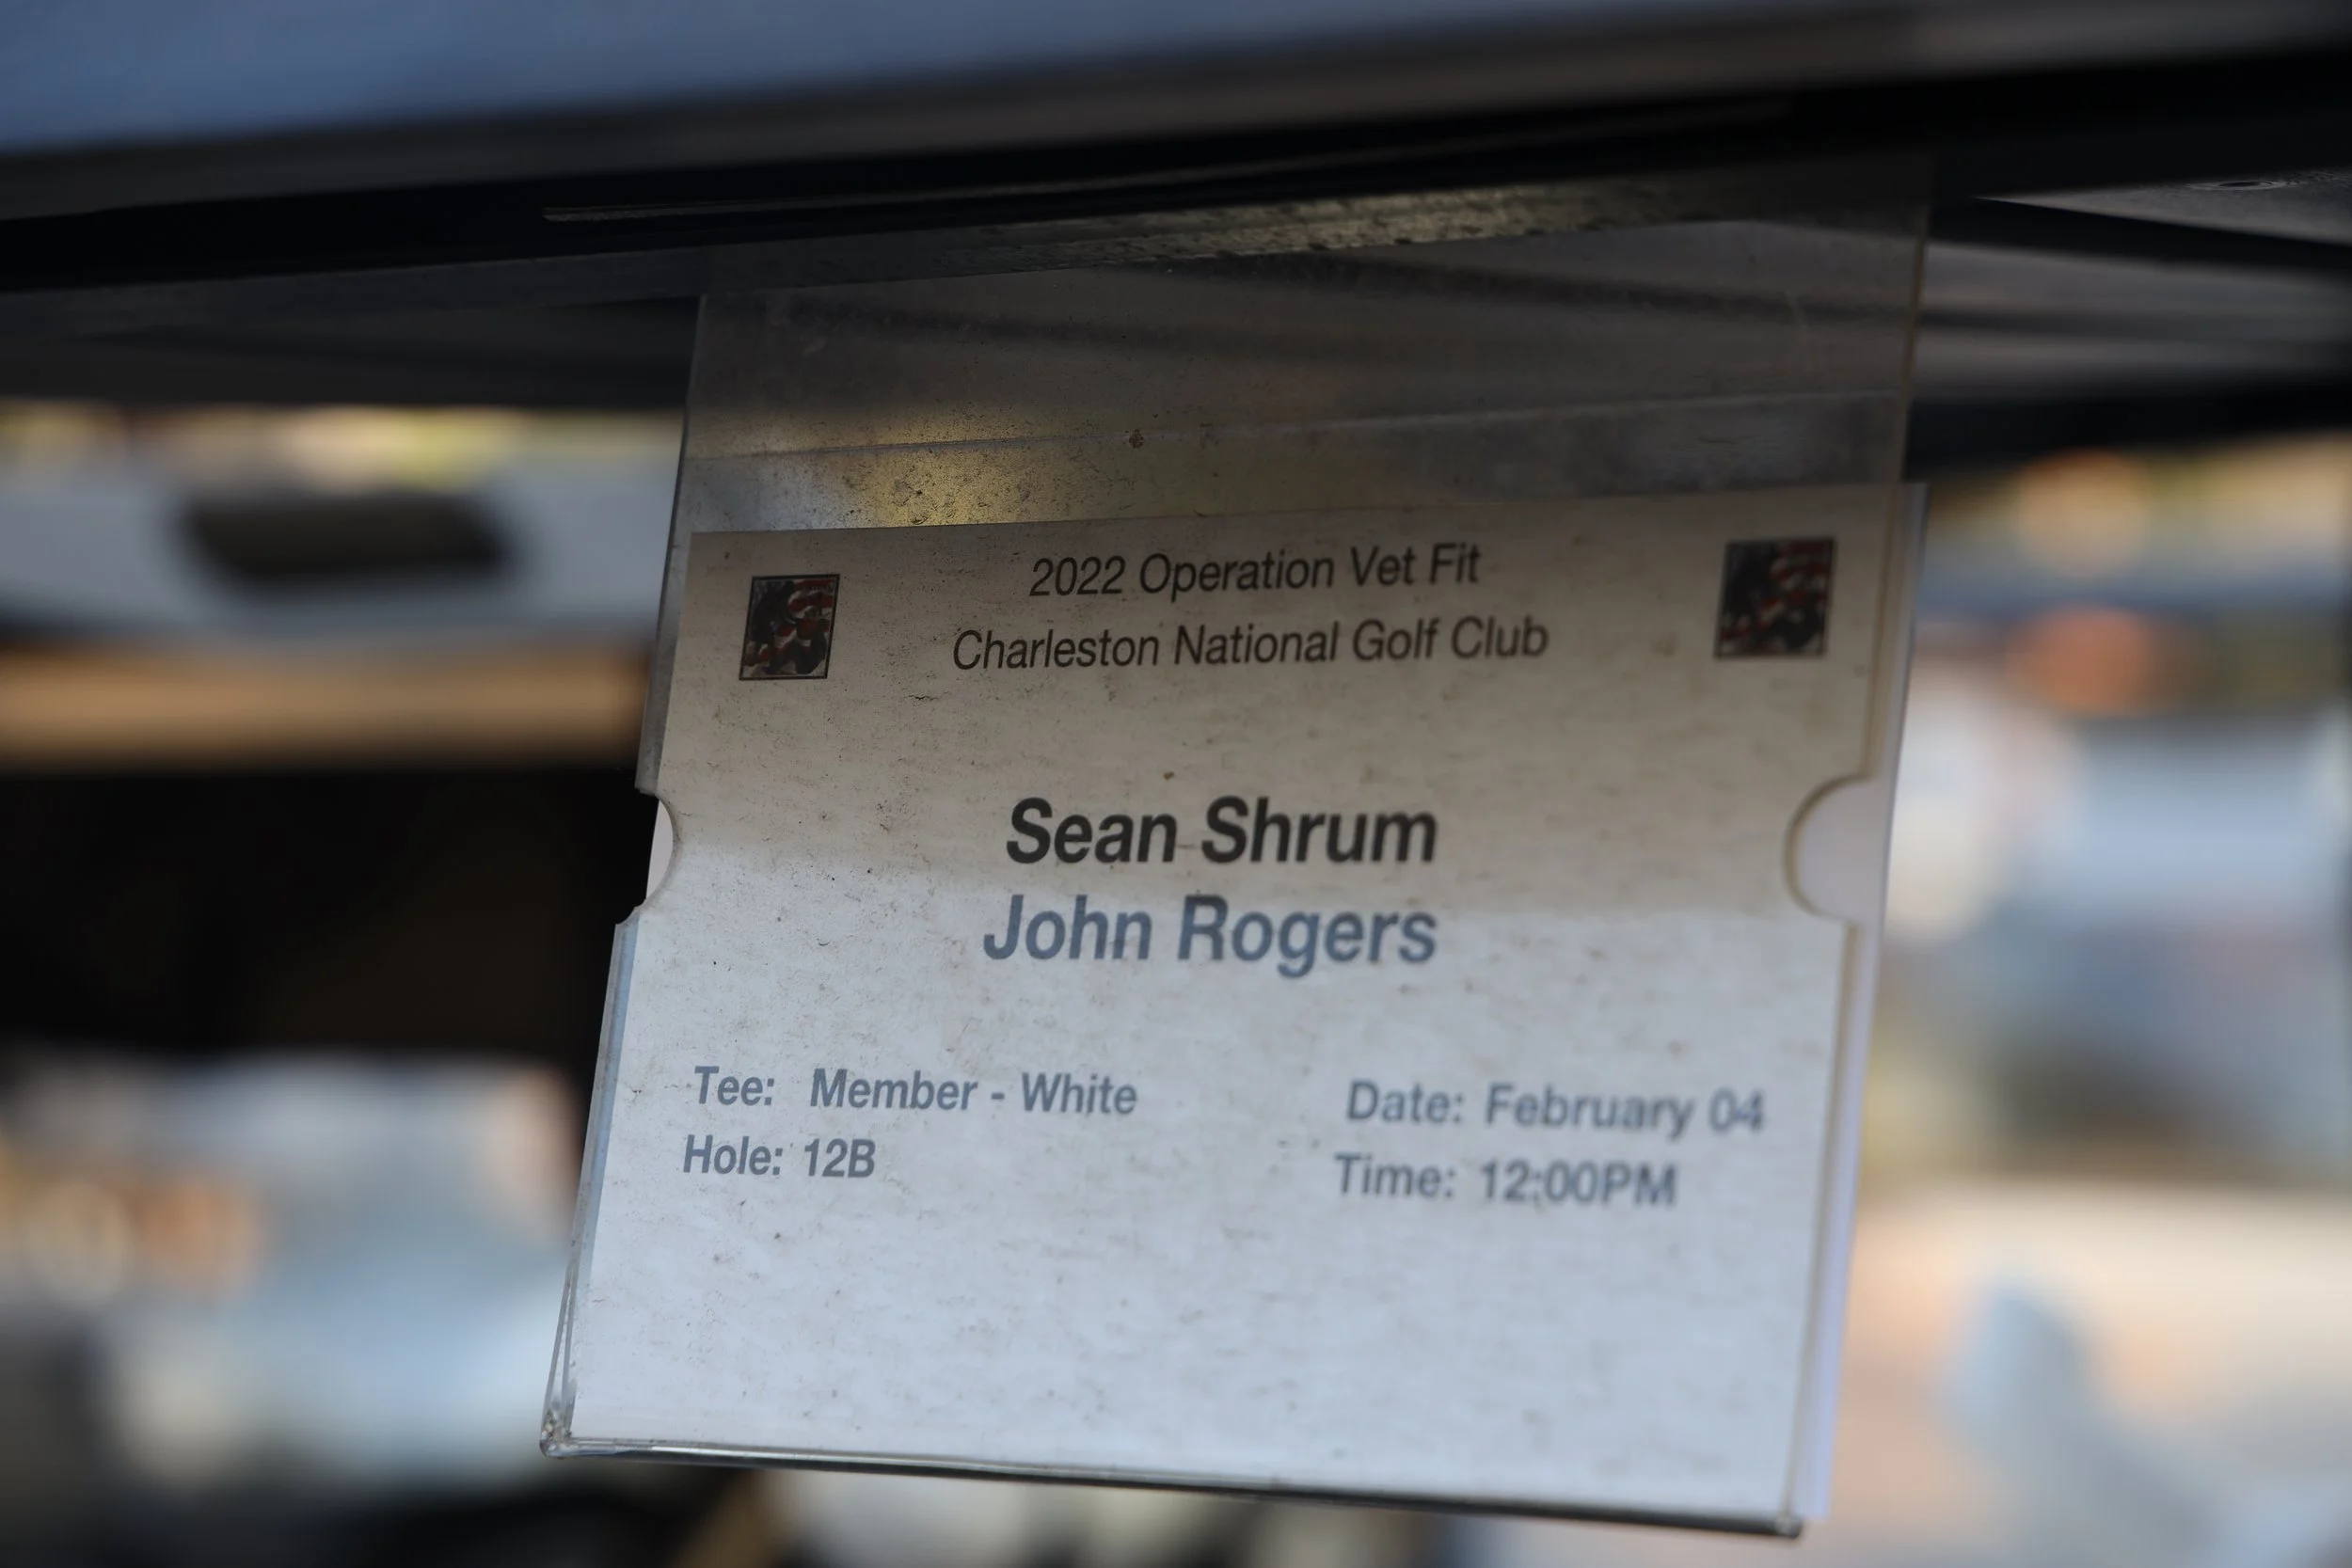 2022 Operation Vet Fit
Charleston National Golf Club
Sean Shrum
John Rogers
Tee: Member - White
Date: February 04
Hole: 12B
Time: 12:00PM